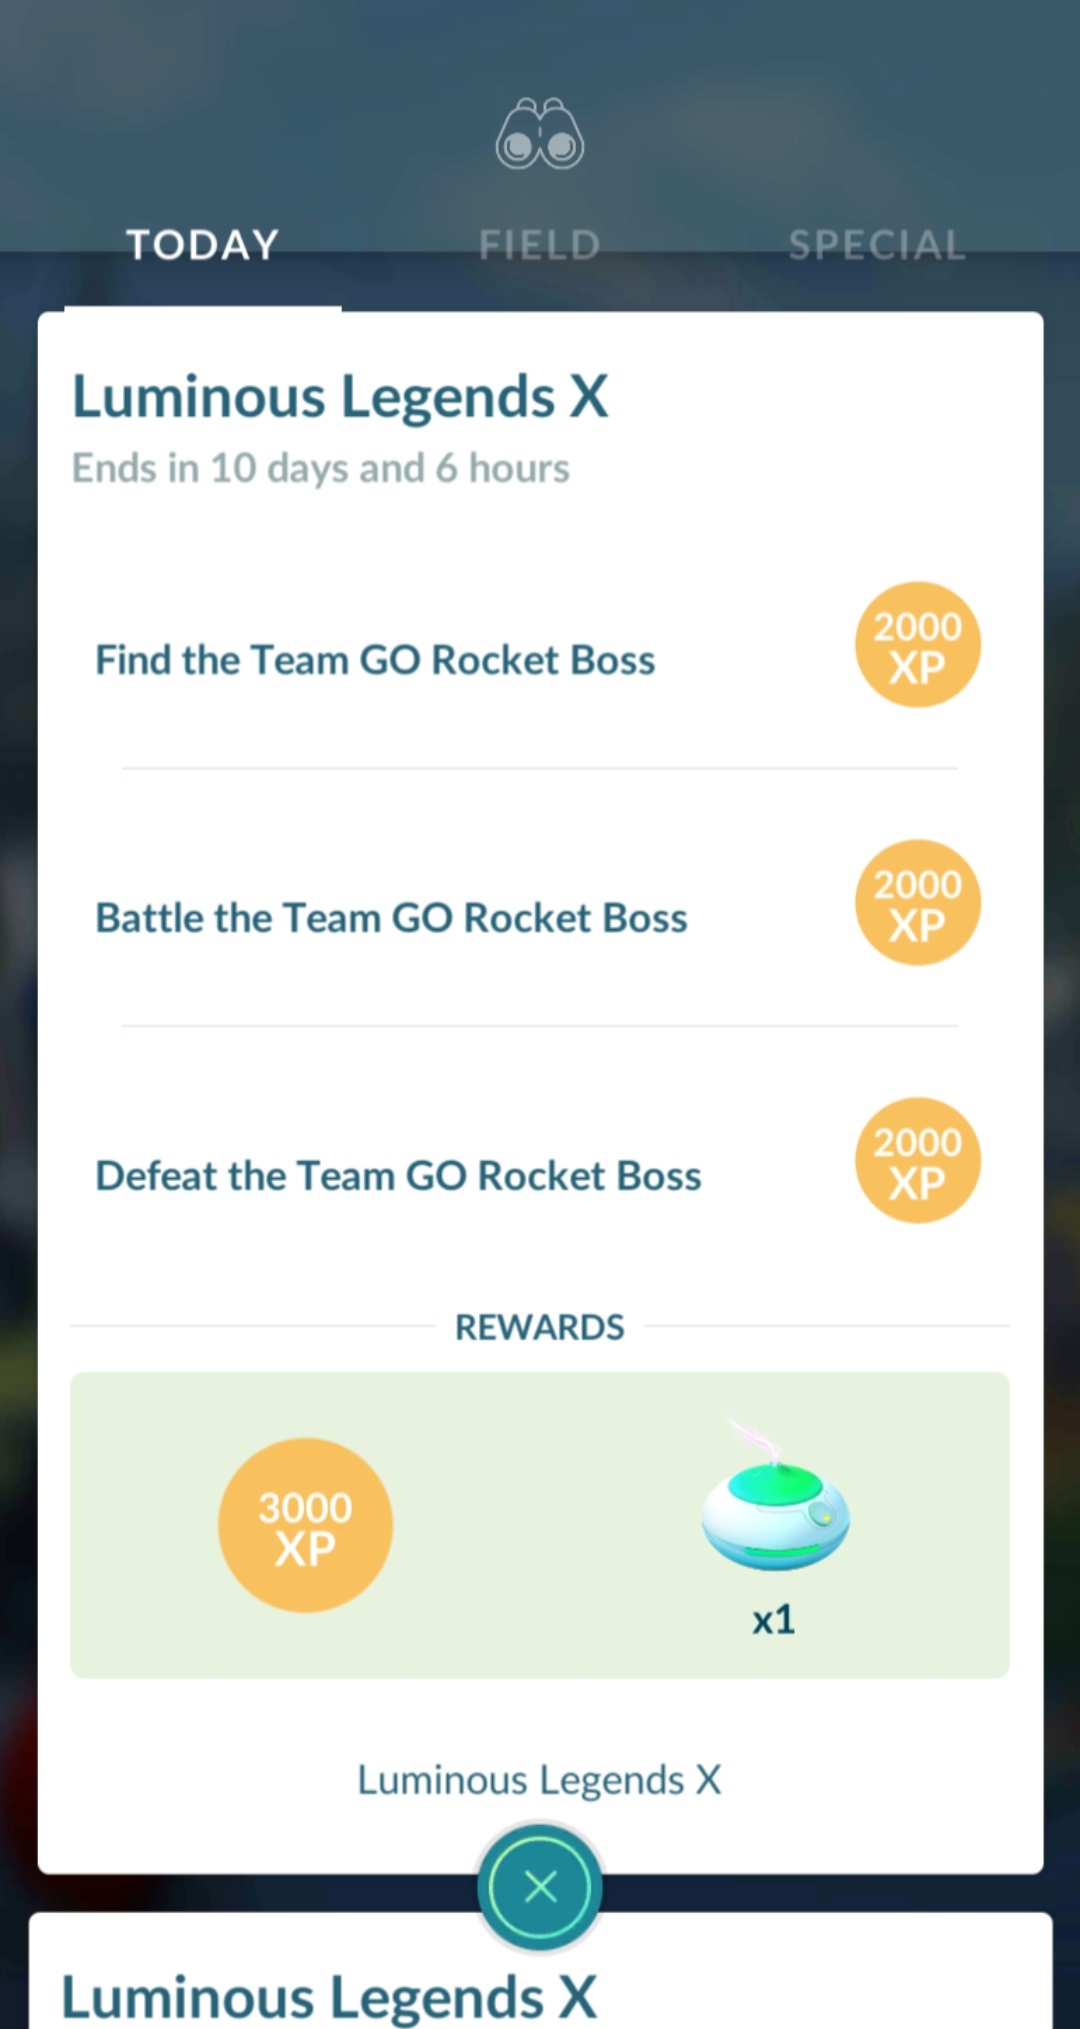 TODAY
FIELD
SPECIAL
Luminous Legends X
Ends in 10 days and 6 hours
Find the Team GO Rocket Boss
2000
XP
Battle the Team GO Rocket Boss
2000
XP
Defeat the Team GO Rocket Boss
2000
XP
REWARDS
3000
XP
x1
Luminous Legends X
Luminous Legends X